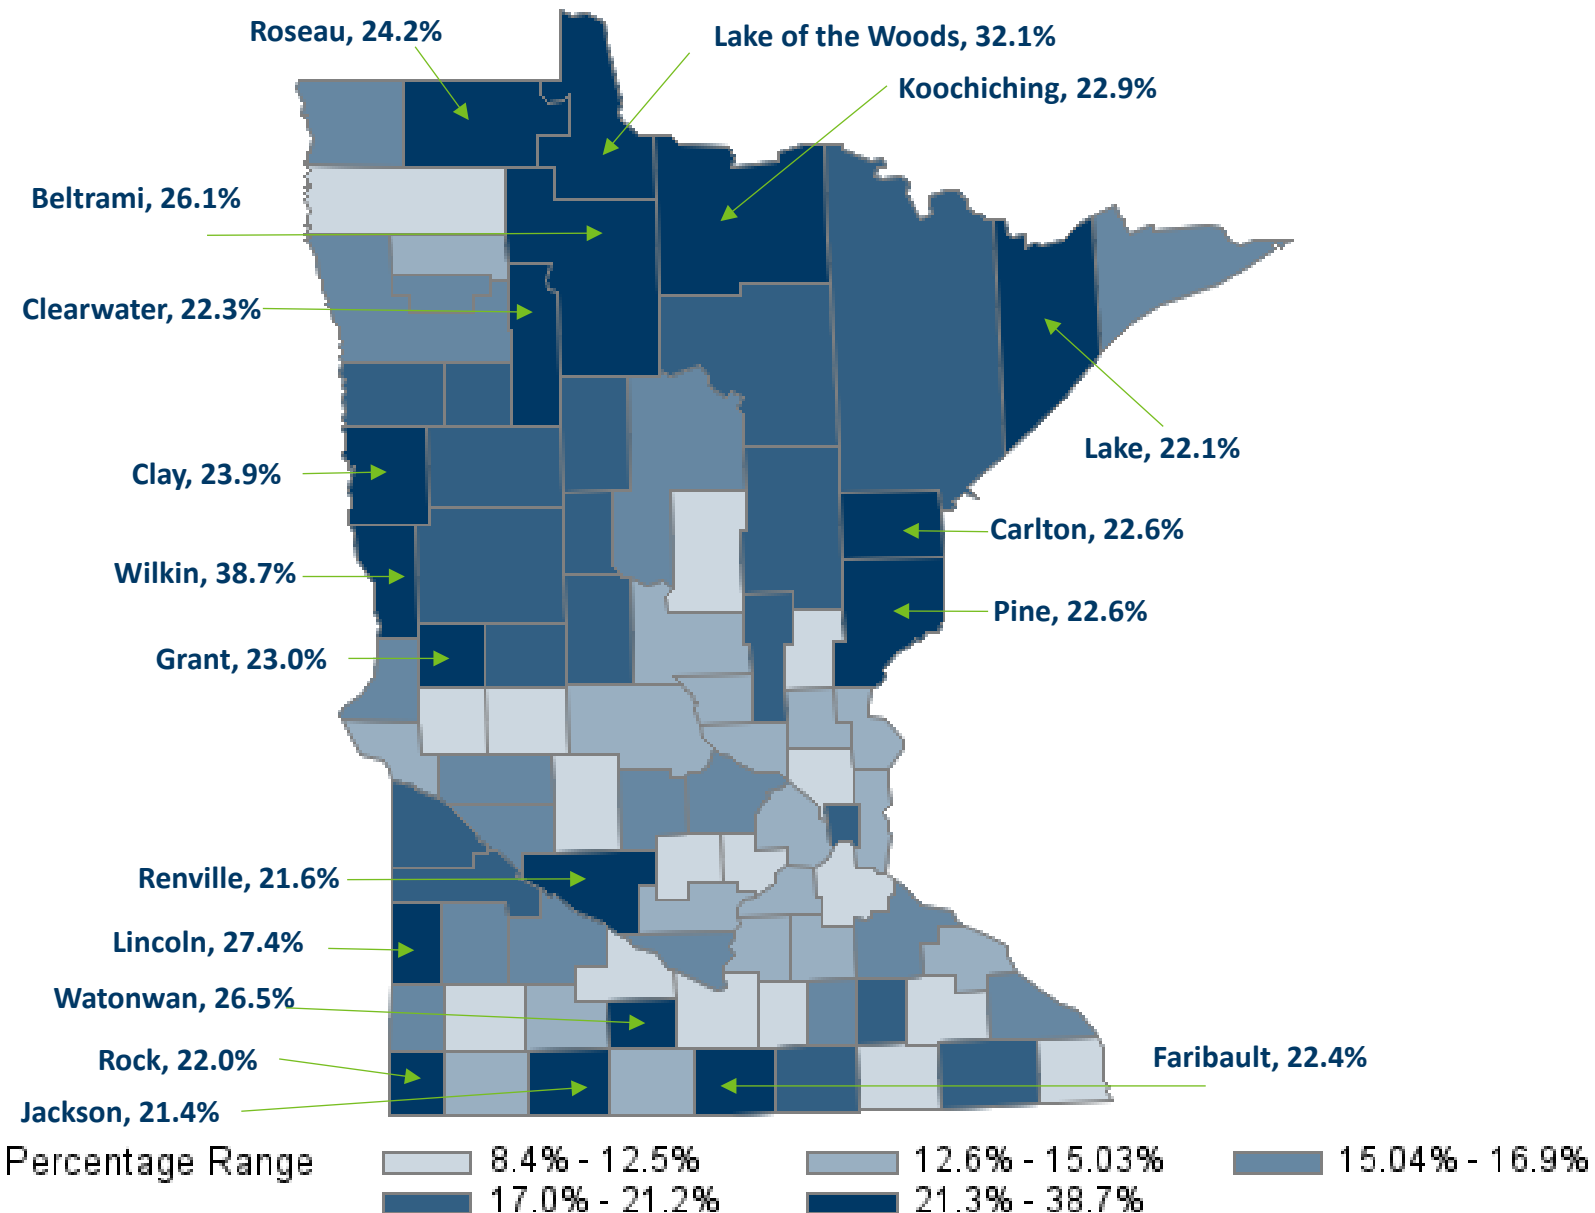 Roseau, 24.2%
Lake of the Woods, 32.1%
Koochiching, 22.9%
Beltrami, 26.1%
Clearwater, 22.3%
Lake, 22.1%
Clay, 23.9%
Carlton, 22.6%
Wilkin, 38.7%
Pine, 22.6%
Grant, 23.0%
Renville, 21.6%
Lincoln, 27.4%
Watonwan, 26.5%
Rock, 22.0%
Faribault, 22.4%
Jackson, 21.4%
Percentage Range
8.4% - 12.5%
12.6% - 15.03%
15.04% - 16.9%
17.0% - 21.2%
21.3% - 38.7%